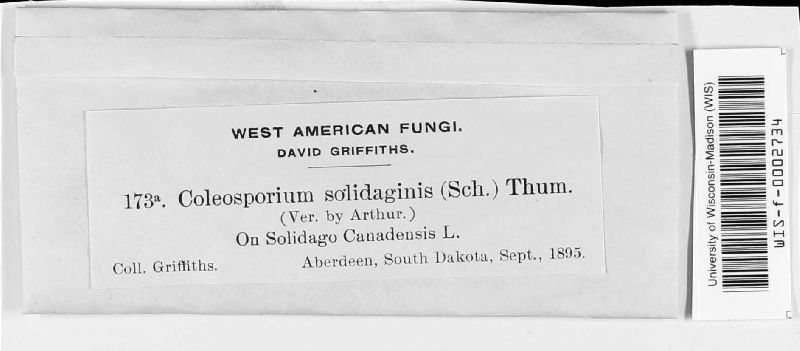 WEST AMERICAN FUNGI.
DAVID GRIFFITHS.
173ª. Coleosporium solidaginis (Sch.) Thum.
(Ver. by Arthur.)
On Solidago Canadensis L.
Coll. Griffiths. Aberdeen, South Dakota, Sept., 1895.
University of Wisconsin-Madison (WIS)
WIS-f-0002734